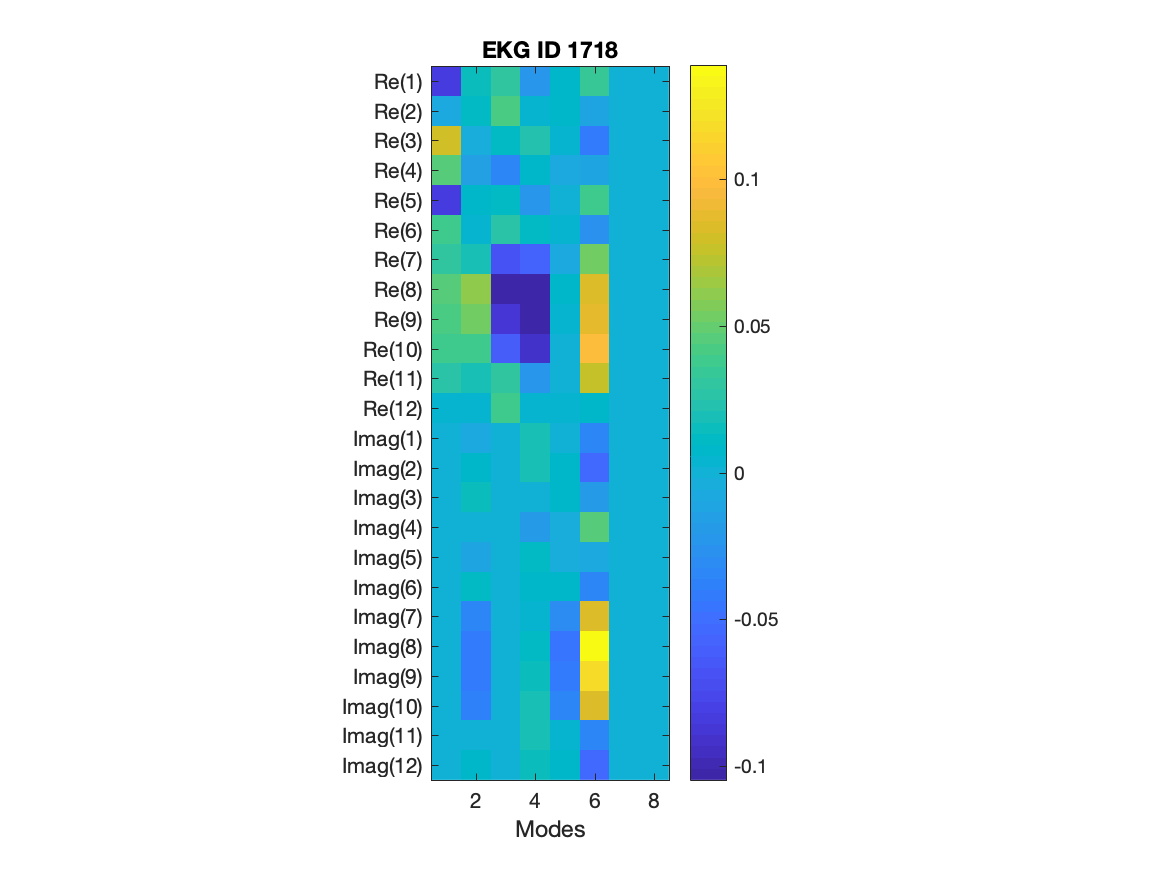 EKG ID 1718
Re(1)
Re(2)
Re(3)
Re(4)
Re(5)
Re(6)
Re(7)
Re(8)
Re(9)
Re(10)
Re(11)
Re(12)
Imag(1)
Imag(2)
Imag(3)
Imag(4)
Imag(5)
Imag(6)
Imag(7)
Imag(8)
Imag(9)
Imag(10)
Imag(11)
Imag(12)
2 4 6 8
Modes
0.1
0.05
0
-0.05
-0.1